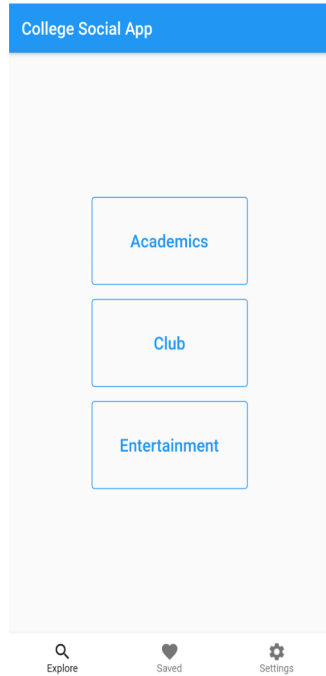 College Social App
Academics
Club
Entertainment
Explore Saved Settings